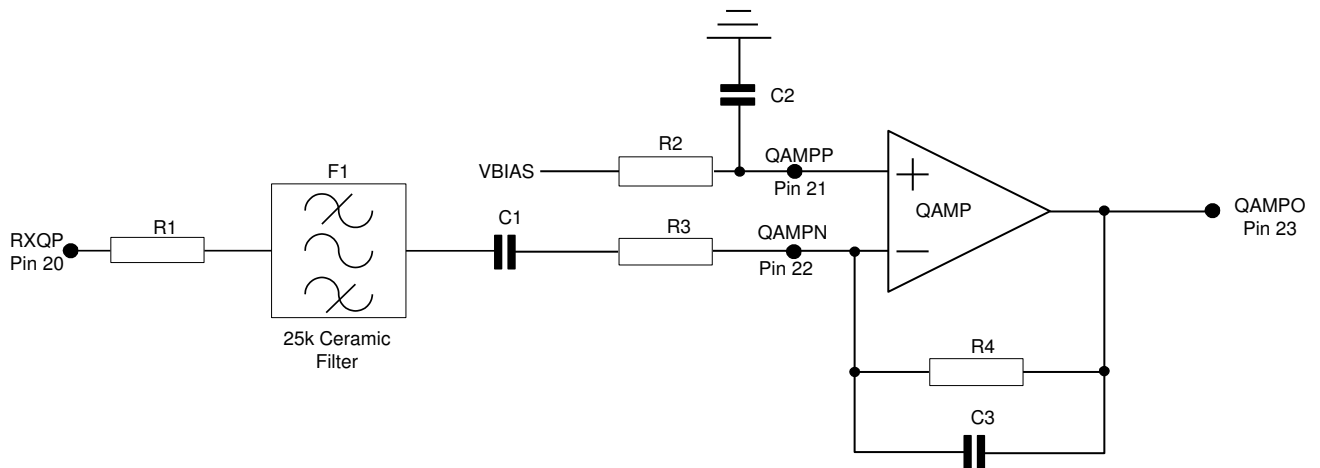 C2
R2
QAMPP
VBIAS
Pin 21
F1
QAMP
C1
R3
QAMPN
Pin 22
QAMPO
Pin 23
R1
RXQP
Pin 20
25k Ceramic
Filter
R4
C3